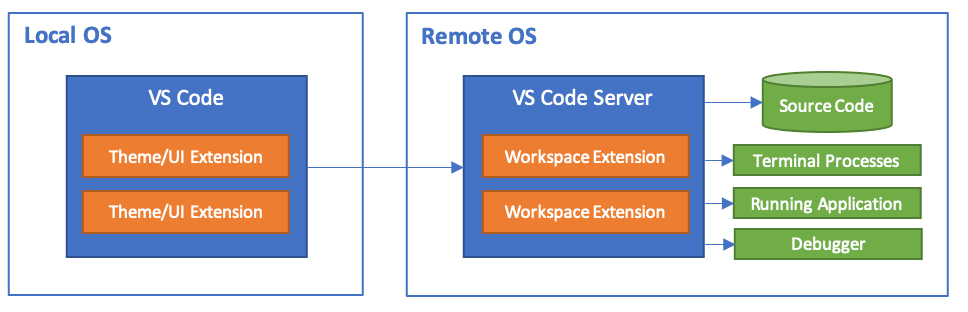 Local OS
VS Code
Theme/UI Extension
Theme/UI Extension
Remote OS
VS Code Server
Workspace Extension
Workspace Extension
Source Code
Terminal Processes
Running Application
Debugger